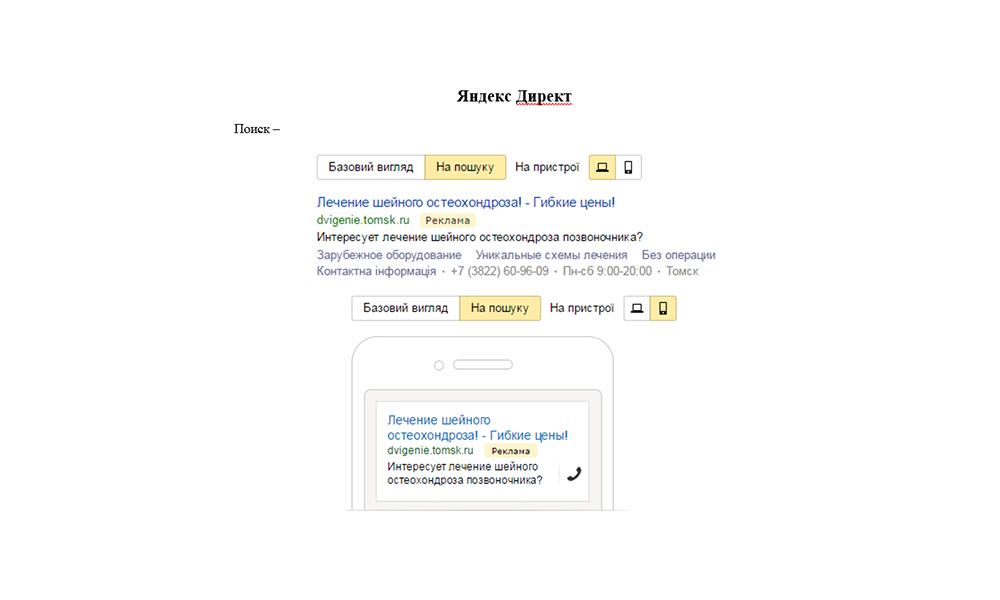 Яндекс Директ
Поиск –
Базовий вигляд На пошуку На пристрої
Лечение шейного остеохондроза! - Гибкие цены!
dvigenie.tomsk.ru Реклама
Интересует лечение шейного остеохондроза позвоночника?
Зарубежное оборудование Уникальные схемы лечения Без операции
Контактна інформація · +7 (3822) 60-96-09 · Пн-сб 9:00-20:00 · Томск
Базовий вигляд На пошуку На пристрої
Лечение шейного
остеохондроза! - Гибкие цены!
dvigenie.tomsk.ru Реклама
Интересует лечение шейного
остеохондроза позвоночника?